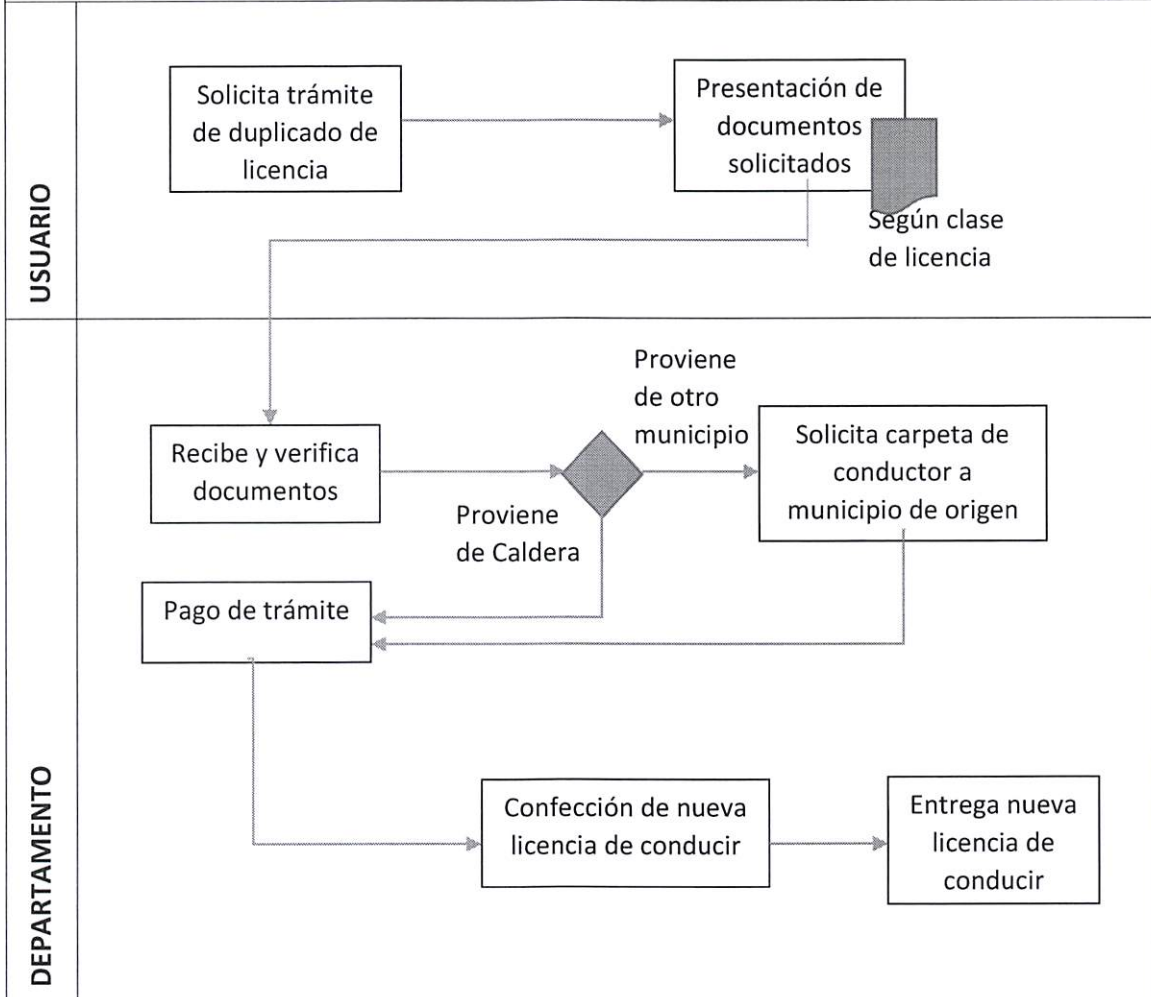 USUARIO
Solicita trámite
de duplicado de
licencia
Presentación de
documentos
solicitados
Según clase
de licencia
DEPARTAMENTO
Recibe y verifica
documentos
Proviene
de otro
municipio
Proviene
de Caldera
Solicita carpeta de
conductor a
municipio de origen
Pago de trámite
Confección de nueva
licencia de conducir
Entrega nueva
licencia de
conducir